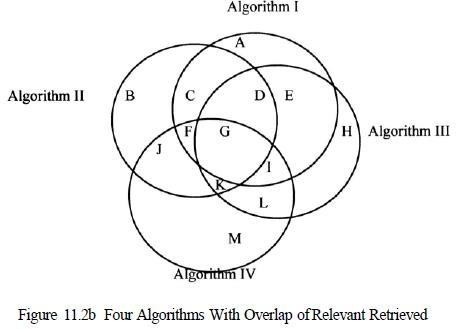 Algorithm I
A
Algorithm II
B
C
D
E
F
G
H
Algorithm III
J
I
K
L
M
Algorithm IV
Figure 11.2b Four Algorithms With Overlap of Relevant Retrieved